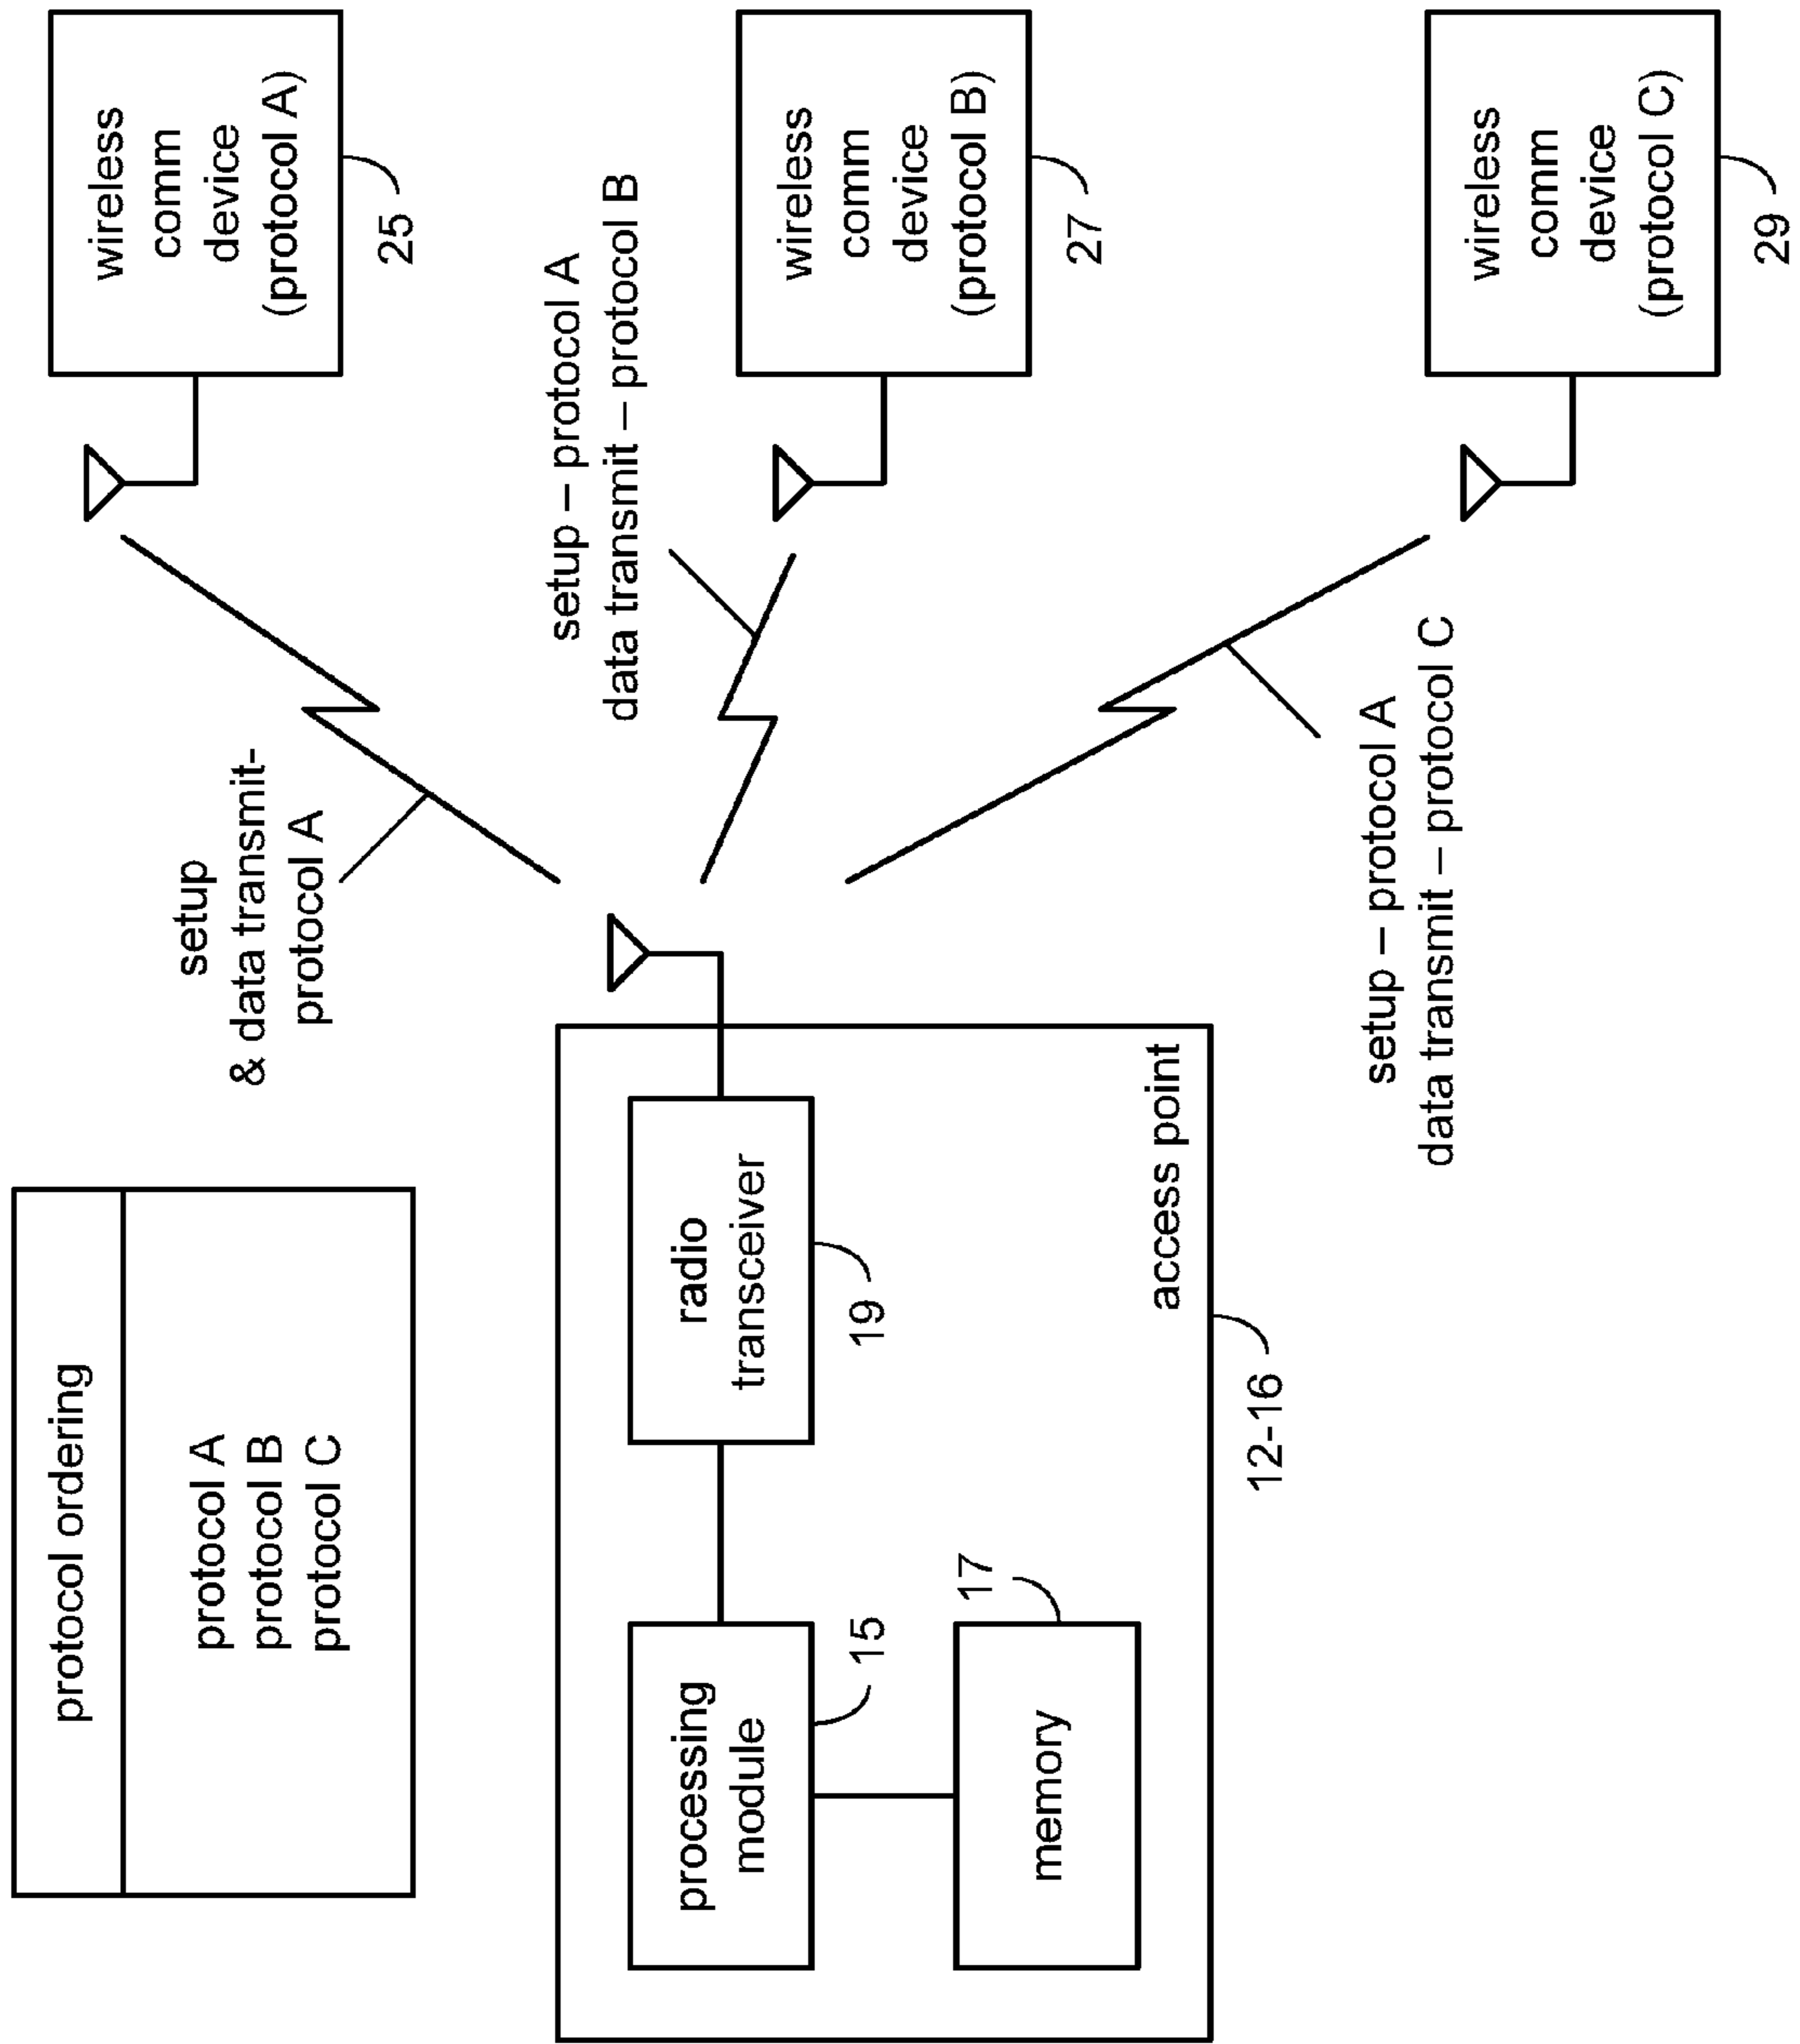 protocol ordering
protocol A
protocol B
protocol C
setup
& data transmit-
protocol A
wireless
comm
device
(protocol A)
25
setup – protocol A
data transmit – protocol B
wireless
comm
device
(protocol B)
27
processing
module
15
radio
transceiver
19
memory
17
access point
12-16
setup – protocol A
data transmit – protocol C
wireless
comm
device
(protocol C)
29